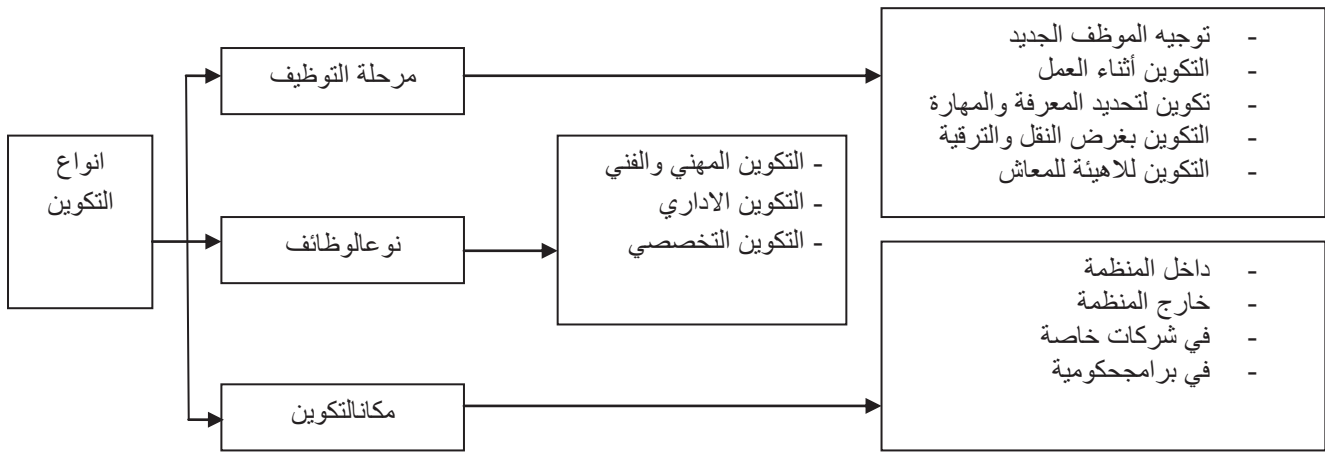 انواع
التكوين
مرحلة التوظيف
- توجيه الموظف الجديد
- التكوين أثناء العمل
- تكوين لتحديد المعرفة والمهارة
- التكوين بغرض النقل والترقية
- التكوين للاهيئة للمعاش
نوعالوظائف
- التكوين المهني والفني
- التكوين الاداري
- التكوين التخصصي
مكانالتكوين
- داخل المنظمة
- خارج المنظمة
- في شركات خاصة
- في برامجحكومية